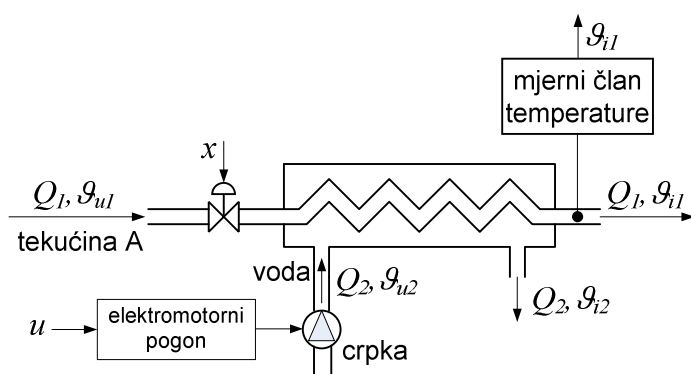 ϑi1
mjerni član
temperature
x
Q1, ϑu1
Q1, ϑi1
tekućina A
voda
Q2, ϑu2
Q2, ϑi2
u
elektromotorni
pogon
crpka